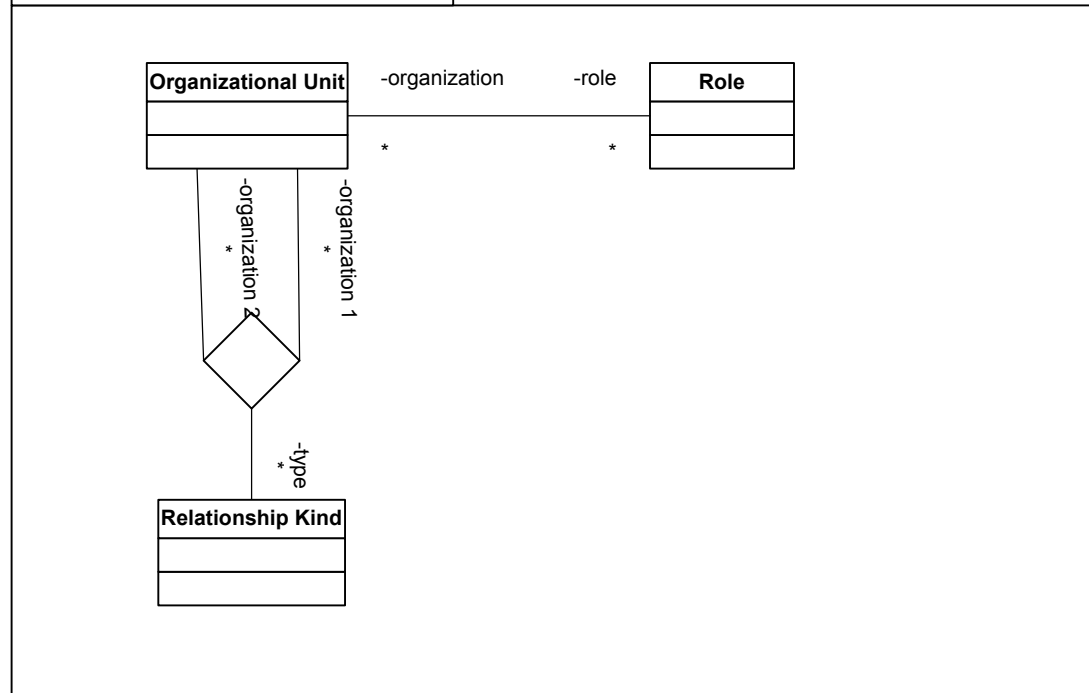 Organizational Unit
-organization
-role
Role
*
*
-organization 2
*
-organization 1
*
-type
*
Relationship Kind